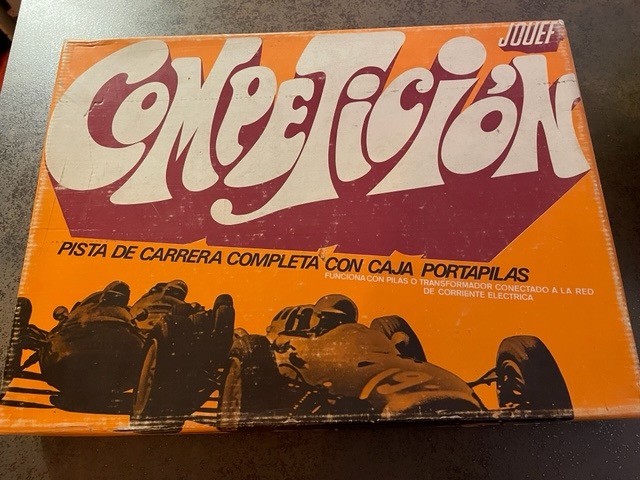 JOUEF
COMPETICIÓN
PISTA DE CARRERA COMPLETA CON CAJA PORTAPILAS
FUNCIONA CON PILAS O TRANSFORMADOR CONECTADO A LA RED
DE CORRIENTE ELECTRICA